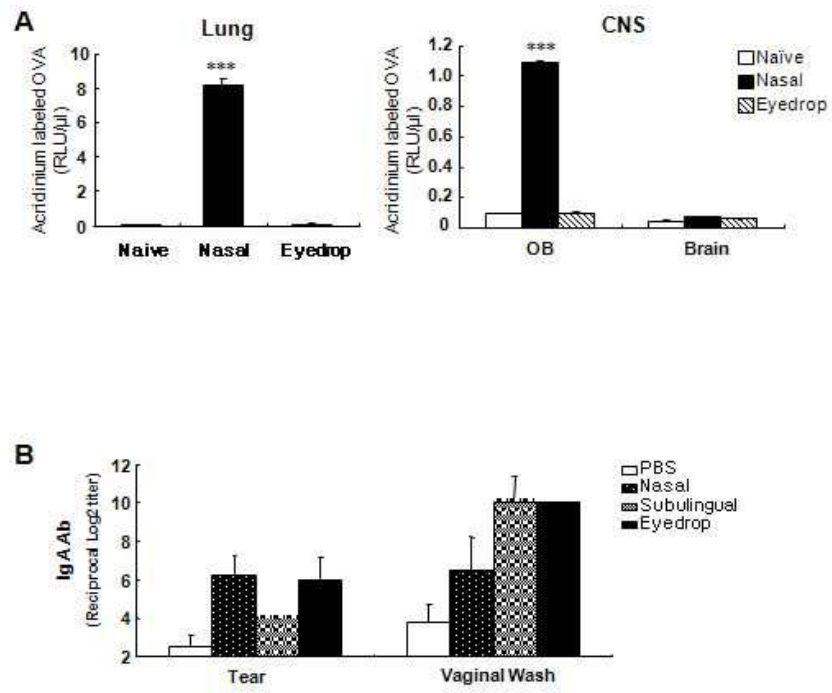 A
Lung
Acridinium labeled OVA
(RLU/µl)
10
8
6
4
2
0
***
Naive Nasal Eyedrop
CNS
Acridinium labeled OVA
(RLU/µl)
1.2
1.0
0.8
0.6
0.4
0.2
0
***
OB Brain
Naïve
Nasal
Eyedrop
B
IgA Ab
(Reciprocal Log2 titer)
12
10
8
6
4
2
Tear Vaginal Wash
PBS
Nasal
Subulingual
Eyedrop